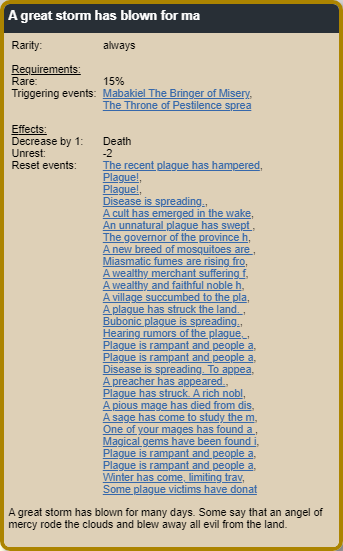 A great storm has blown for ma
Rarity: always
Requirements:
Rare: 15%
Triggering events: Mabakiel The Bringer of Misery,
The Throne of Pestilence sprea
Effects:
Decrease by 1: Death
Unrest: -2
Reset events: The recent plague has hampered,
Plague!,
Plague!,
Disease is spreading.,
A cult has emerged in the wake,
An unnatural plague has swept ,
The governor of the province h,
A new breed of mosquitoes are ,
Miasmatic fumes are rising fro,
A wealthy merchant suffering f,
A wealthy and faithful noble h,
A village succumbed to the pla,
A plague has struck the land. ,
Bubonic plague is spreading.,
Hearing rumors of the plague, ,
Plague is rampant and people a,
Plague is rampant and people a,
Disease is spreading. To appea,
A preacher has appeared.,
Plague has struck. A rich nobl,
A pious mage has died from dis,
A sage has come to study the m,
One of your mages has found a ,
Magical gems have been found i,
Plague is rampant and people a,
Plague is rampant and people a,
Winter has come, limiting trav,
Some plague victims have donat
A great storm has blown for many days. Some say that an angel of
mercy rode the clouds and blew away all evil from the land.